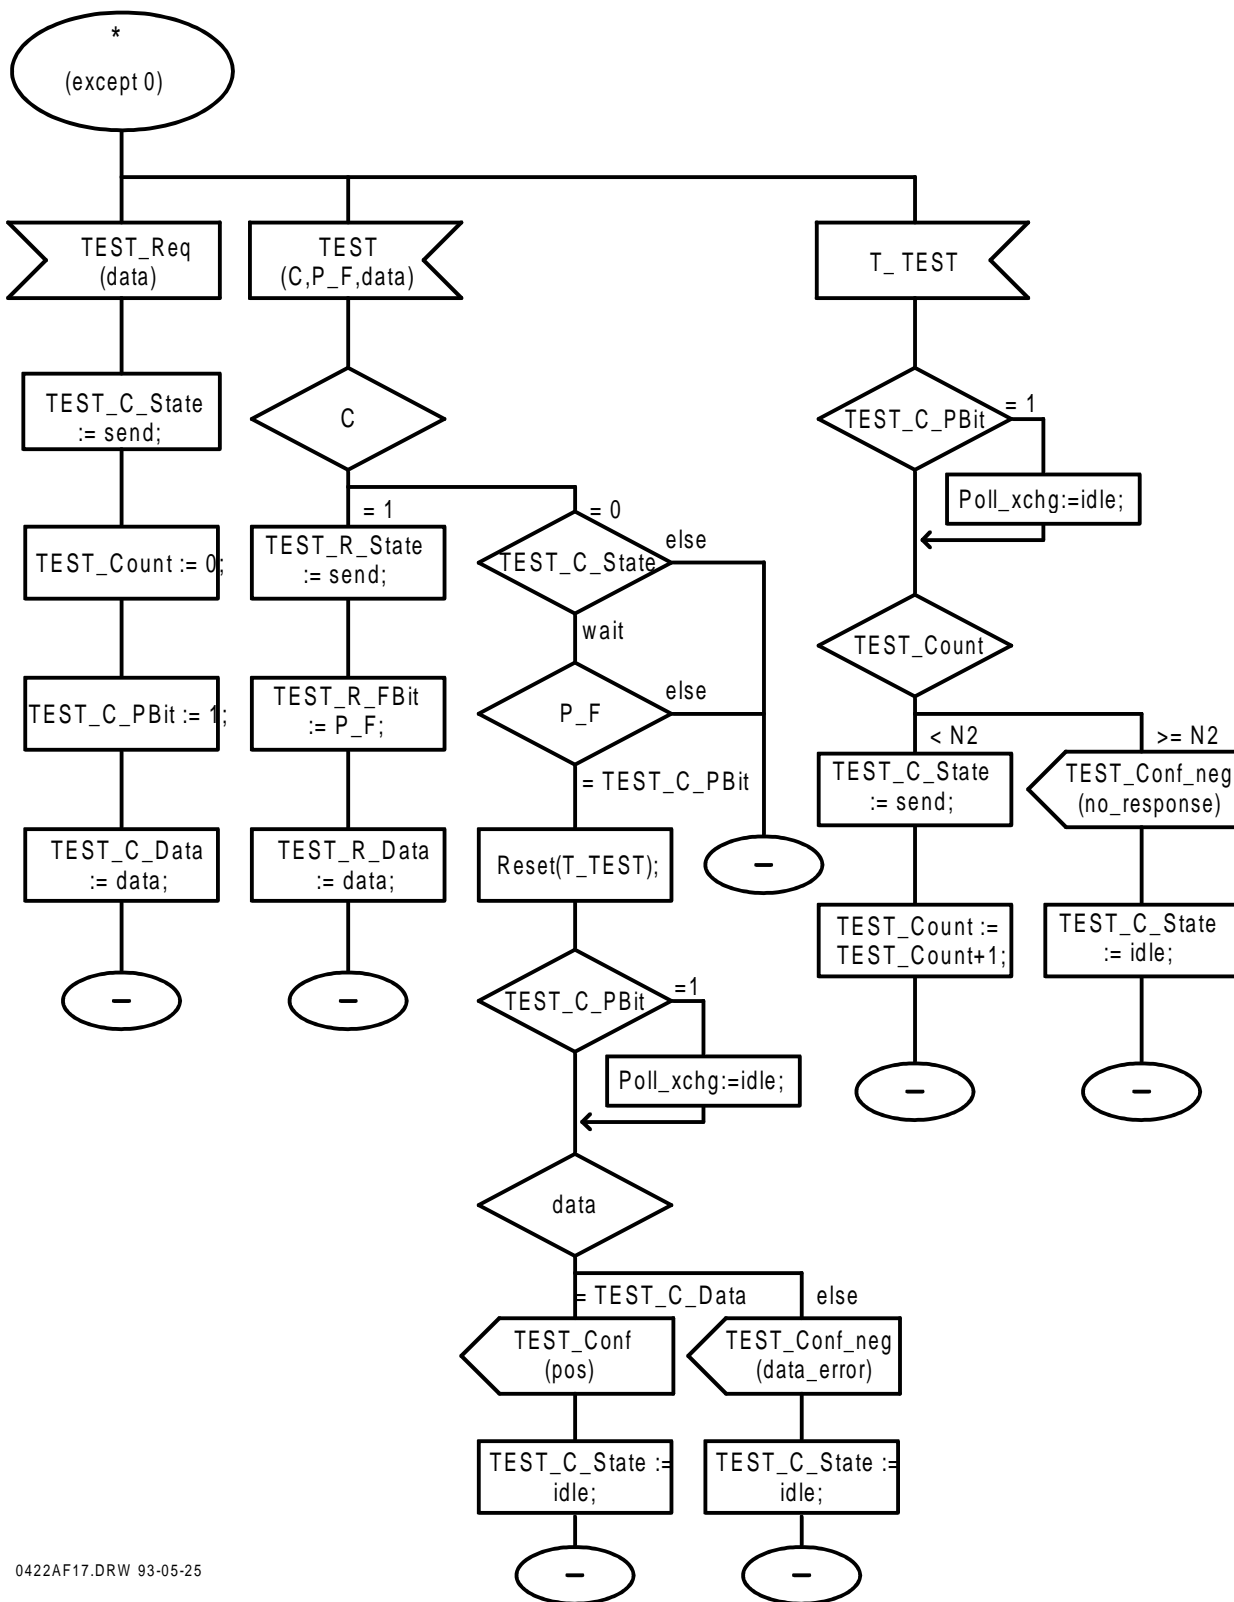 *
(except 0)
TEST_Req
(data)
TEST_C_State
:= send;
TEST_Count := 0;
TEST_C_PBit := 1;
TEST_C_Data
:= data;
–
TEST
(C,P_F,data)
C
= 1
TEST_R_State
:= send;
TEST_R_FBit
:= P_F;
TEST_R_Data
:= data;
–
= 0
TEST_C_State
else
wait
P_F
else
= TEST_C_PBit
–
Reset(T_TEST);
TEST_C_PBit
=1
Poll_xchg:=idle;
data
= TEST_C_Data
TEST_Conf
(pos)
TEST_C_State :=
idle;
–
else
TEST_Conf_neg
(data_error)
TEST_C_State :=
idle;
–
T_TEST
TEST_C_PBit
= 1
Poll_xchg:=idle;
TEST_Count
< N2
TEST_C_State
:= send;
TEST_Count :=
TEST_Count+1;
–
>= N2
TEST_Conf_neg
(no_response)
TEST_C_State
:= idle;
–
0422AF17.DRW 93-05-25